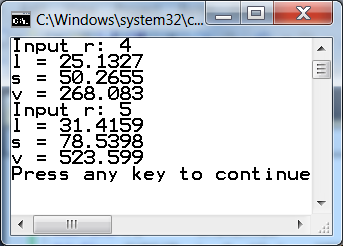 C:\Windows\system32\c...
Input r: 4
l = 25.1327
s = 50.2655
v = 268.083
Input r: 5
l = 31.4159
s = 78.5398
v = 523.599
Press any key to continue